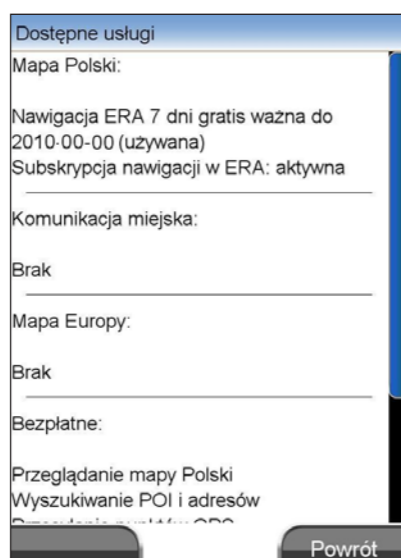 Dostępne usługi
Mapa Polski:
Nawigacja ERA 7 dni gratis ważna do
2010-00-00 (używana)
Subskrypcja nawigacji w ERA: aktywna
Komunikacja miejska:
Brak
Mapa Europy:
Brak
Bezpłatne:
Przeglądanie mapy Polski
Wyszukiwanie POI i adresów
Powrót